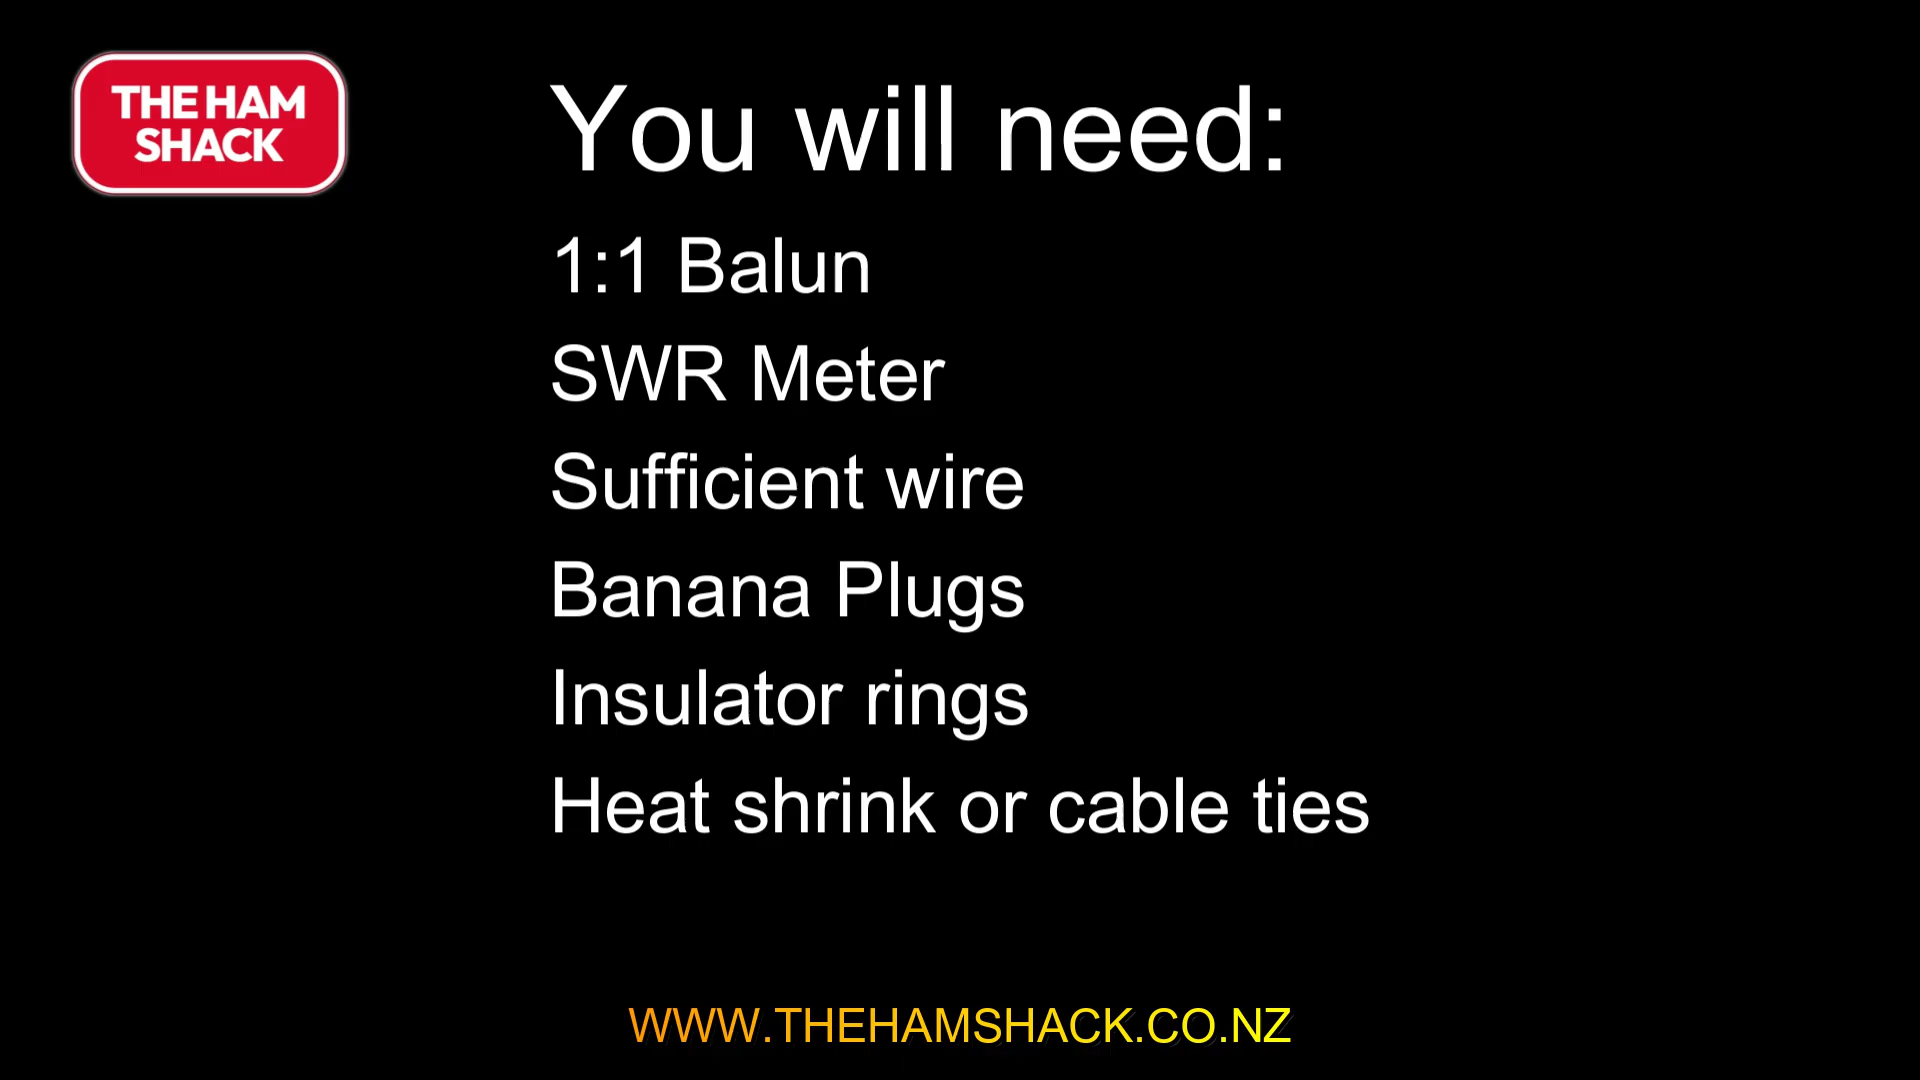 THE HAM
SHACK
You will need:
1:1 Balun
SWR Meter
Sufficient wire
Banana Plugs
Insulator rings
Heat shrink or cable ties
WWW.THEHAMSHACK.CO.NZ